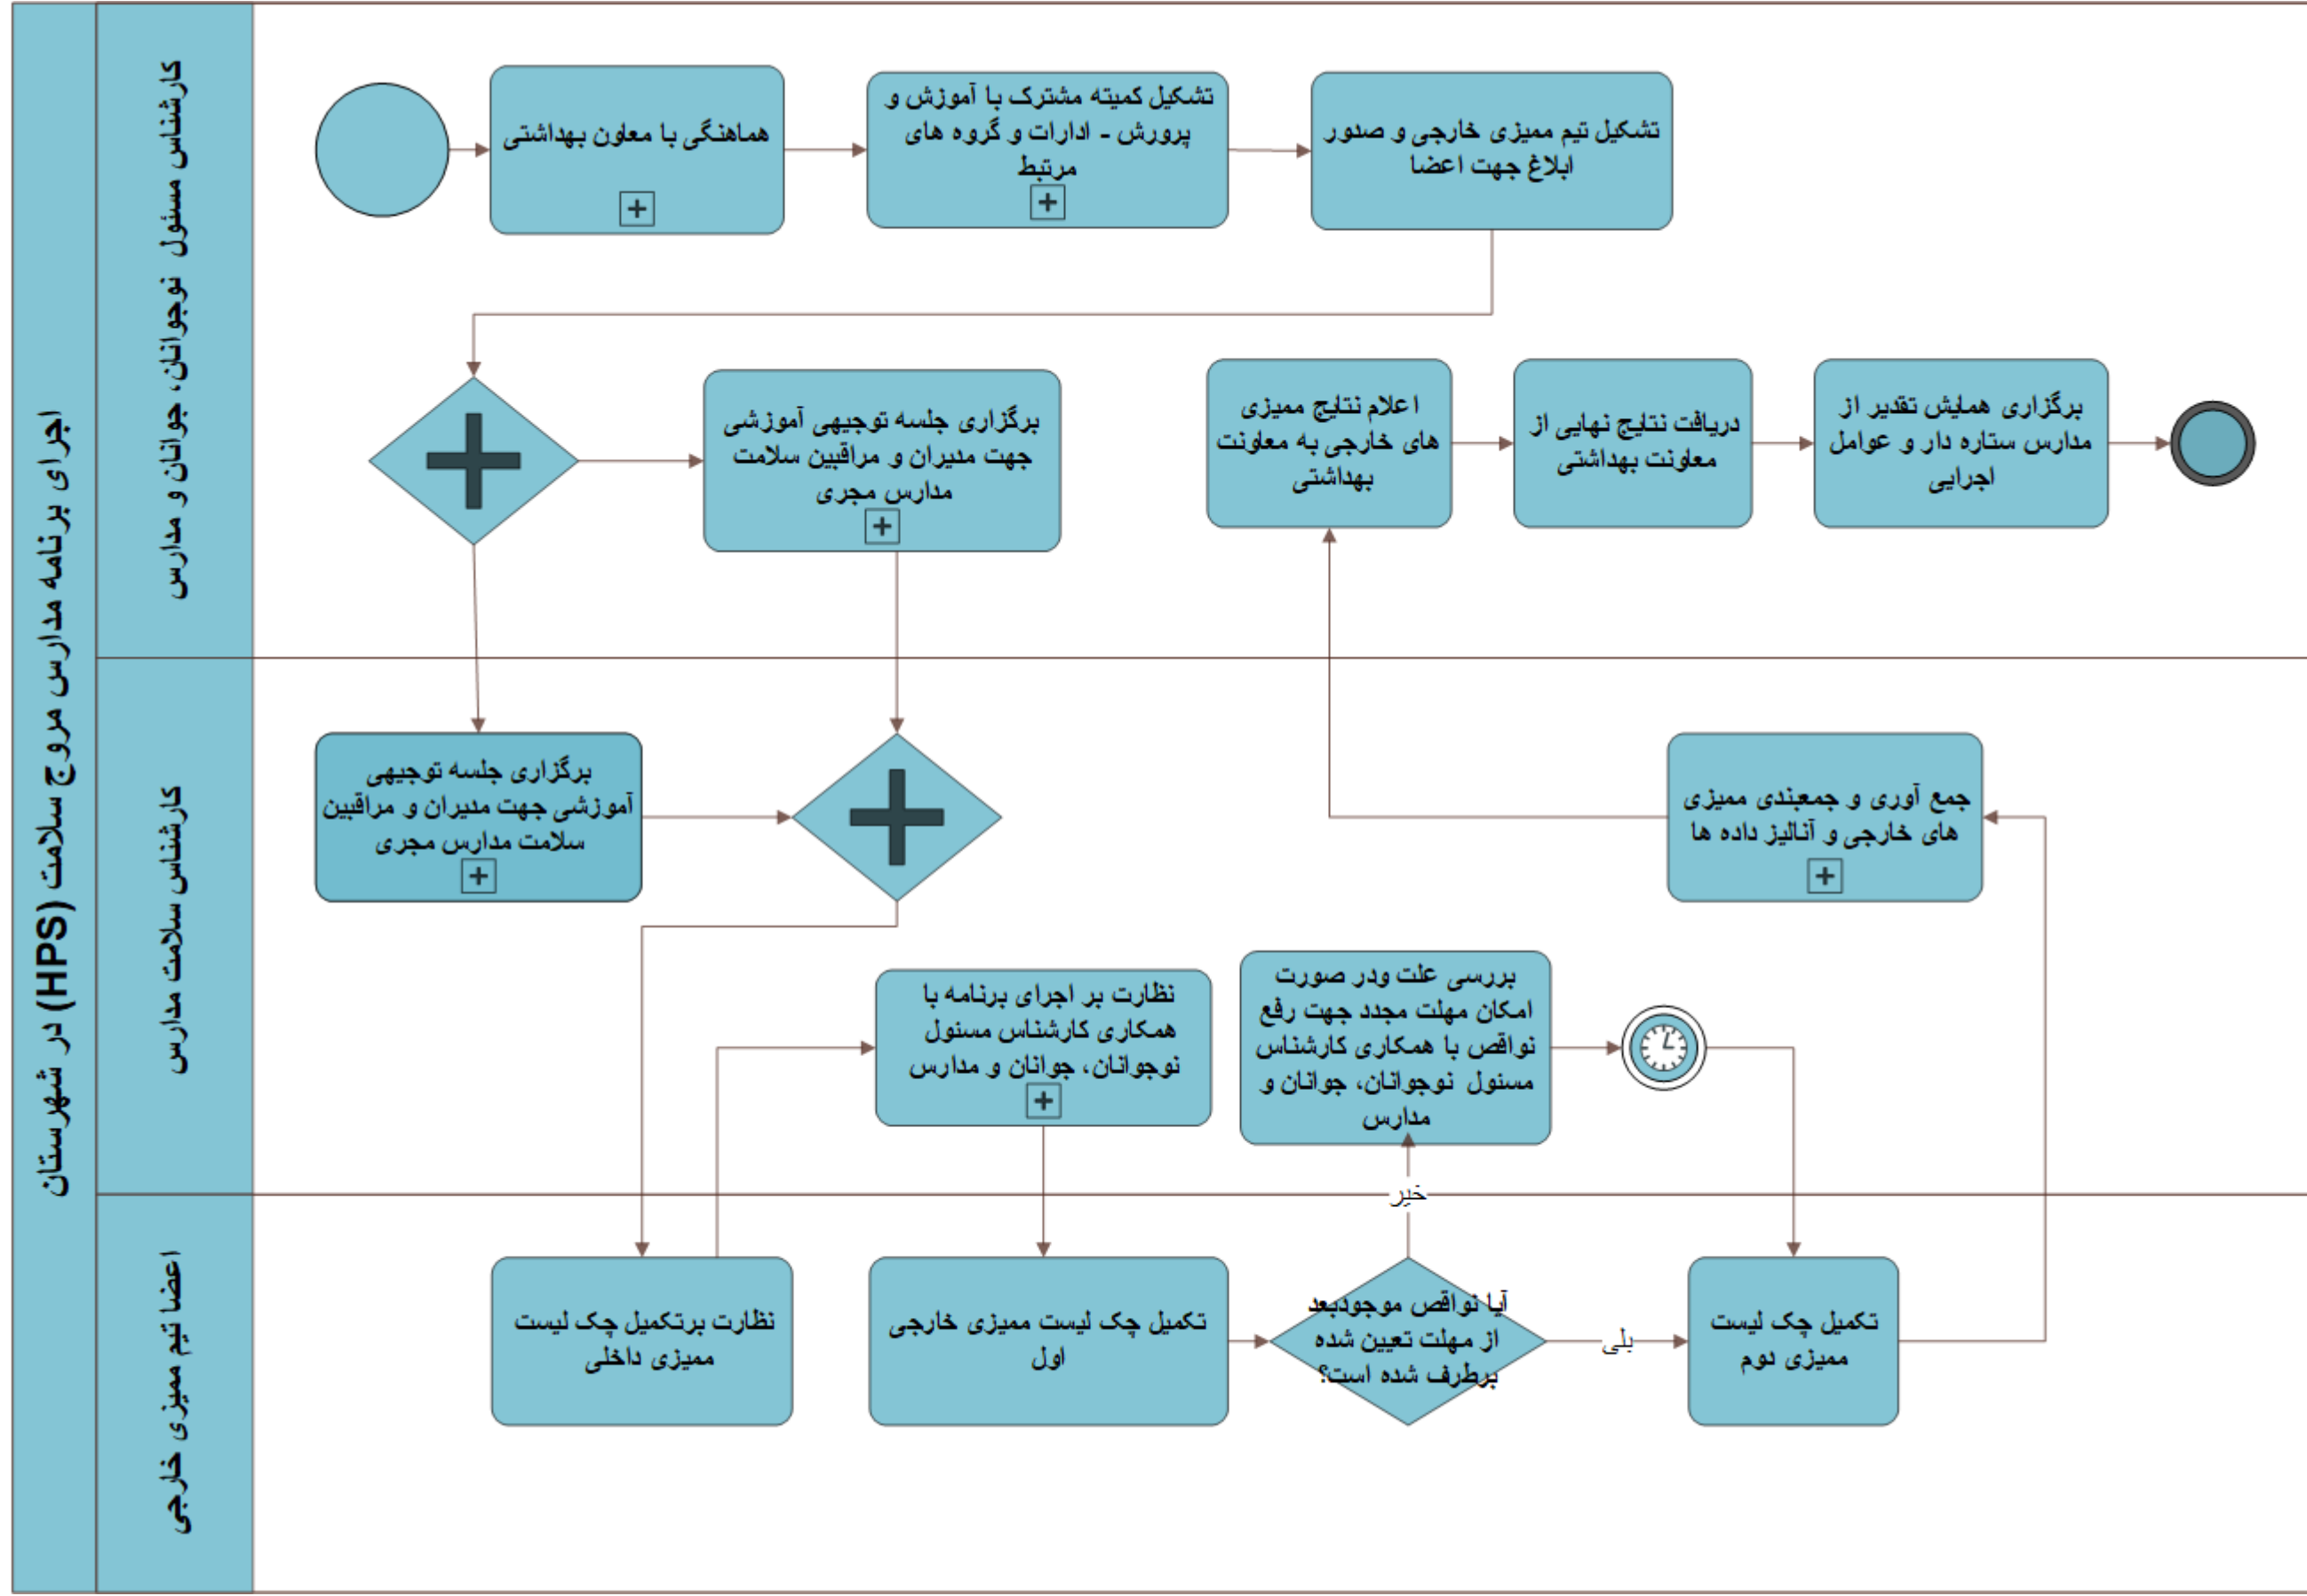 اجرای برنامه مدارس مروج سلامت (HPS) در شهرستان
کارشناس مسئول نوجوانان، جوانان و مدارس
هماهنگی با معاون بهداشتی
تشکیل کمیته مشترک با آموزش و
پرورش - ادارات و گروه های
مرتبط
تشکیل تیم ممیزی خارجی و صدور
ابلاغ جهت اعضا
برگزاری جلسه توجیهی آموزشی
جهت مدیران و مراقبین سلامت
مدارس مجری
اعلام نتایج ممیزی
های خارجی به معاونت
بهداشتی
دریافت نتایج نهایی از
معاونت بهداشتی
برگزاری همایش تقدیر از
مدارس ستاره دار و عوامل
اجرایی
کارشناس سلامت مدارس
برگزاری جلسه توجیهی
آموزشی جهت مدیران و مراقبین
سلامت مدارس مجری
جمع آوری و جمعبندی ممیزی
های خارجی و آنالیز داده ها
نظارت بر اجرای برنامه با
همکاری کارشناس مسئول
نوجوانان، جوانان و مدارس
بررسی علت ودر صورت
امکان مهلت مجدد جهت رفع
نواقص با همکاری کارشناس
مسئول نوجوانان، جوانان و
مدارس
خیر
اعضا تیم ممیزی خارجی
نظارت برتکمیل چک لیست
ممیزی داخلی
تکمیل چک لیست ممیزی خارجی
اول
آیا نواقص موجودبعد
از مهلت تعیین شده
برطرف شده است؟
بلی
تکمیل چک لیست
ممیزی دوم